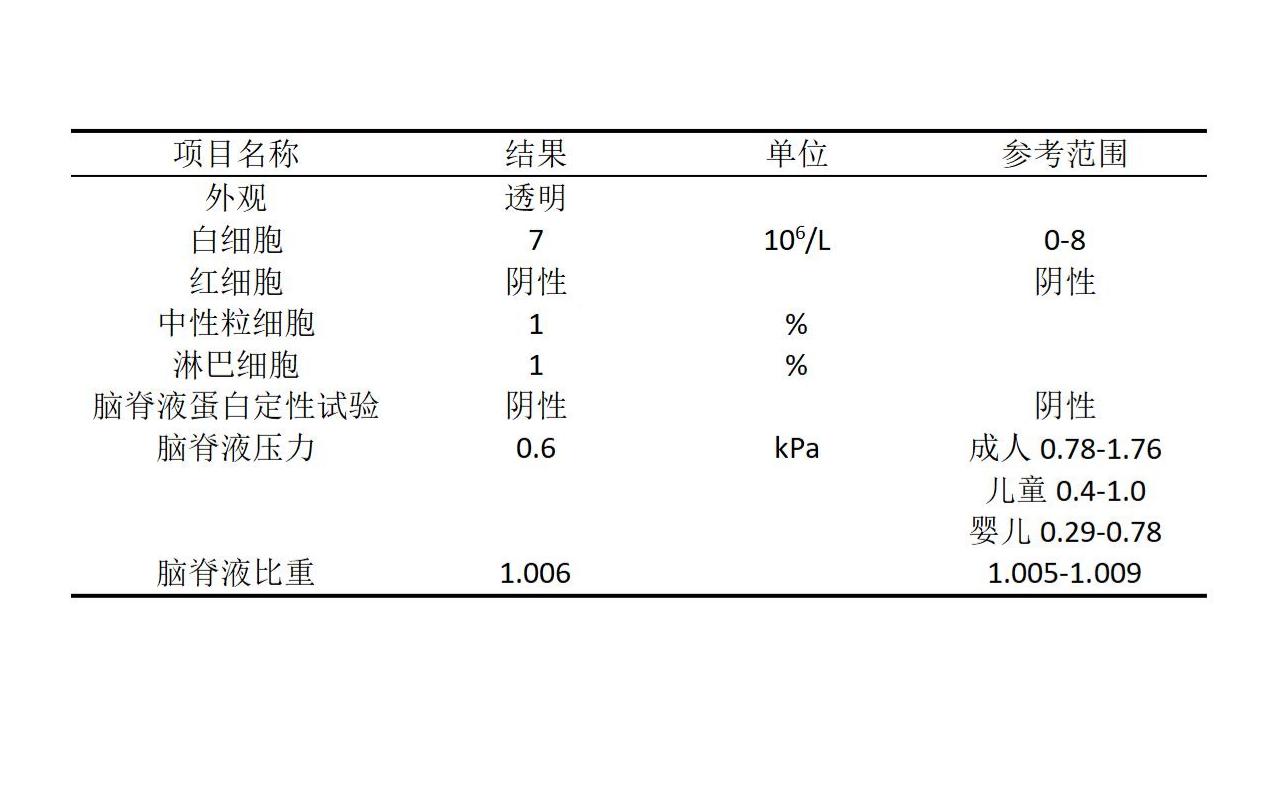 项目名称 结果 单位 参考范围
外观 透明
白细胞 7 10⁶/L 0-8
红细胞 阴性 阴性
中性粒细胞 1 %
淋巴细胞 1 %
脑脊液蛋白定性试验 阴性 阴性
脑脊液压力 0.6 kPa 成人 0.78-1.76
儿童 0.4-1.0
婴儿 0.29-0.78
脑脊液比重 1.006 1.005-1.009